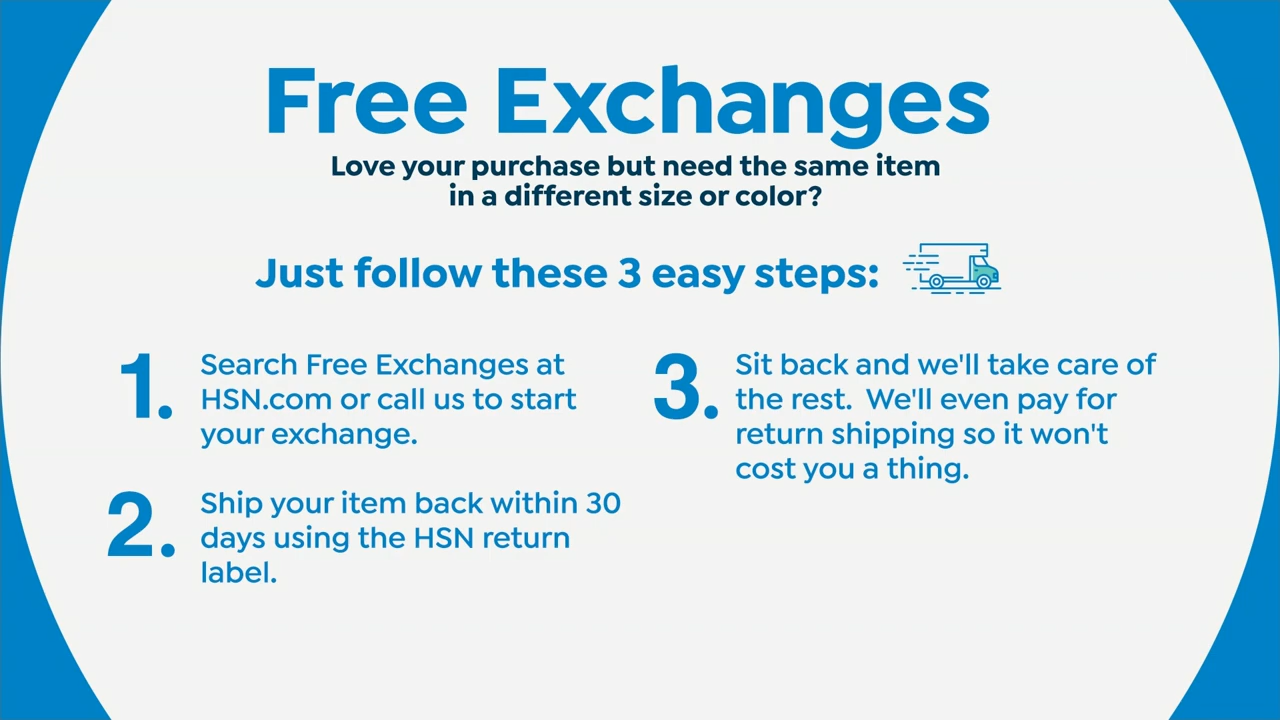 Free Exchanges
Love your purchase but need the same item
in a different size or color?
Just follow these 3 easy steps:
1. Search Free Exchanges at
HSN.com or call us to start
your exchange.
2. Ship your item back within 30
days using the HSN return
label.
3. Sit back and we'll take care of
the rest.  We'll even pay for
return shipping so it won't
cost you a thing.